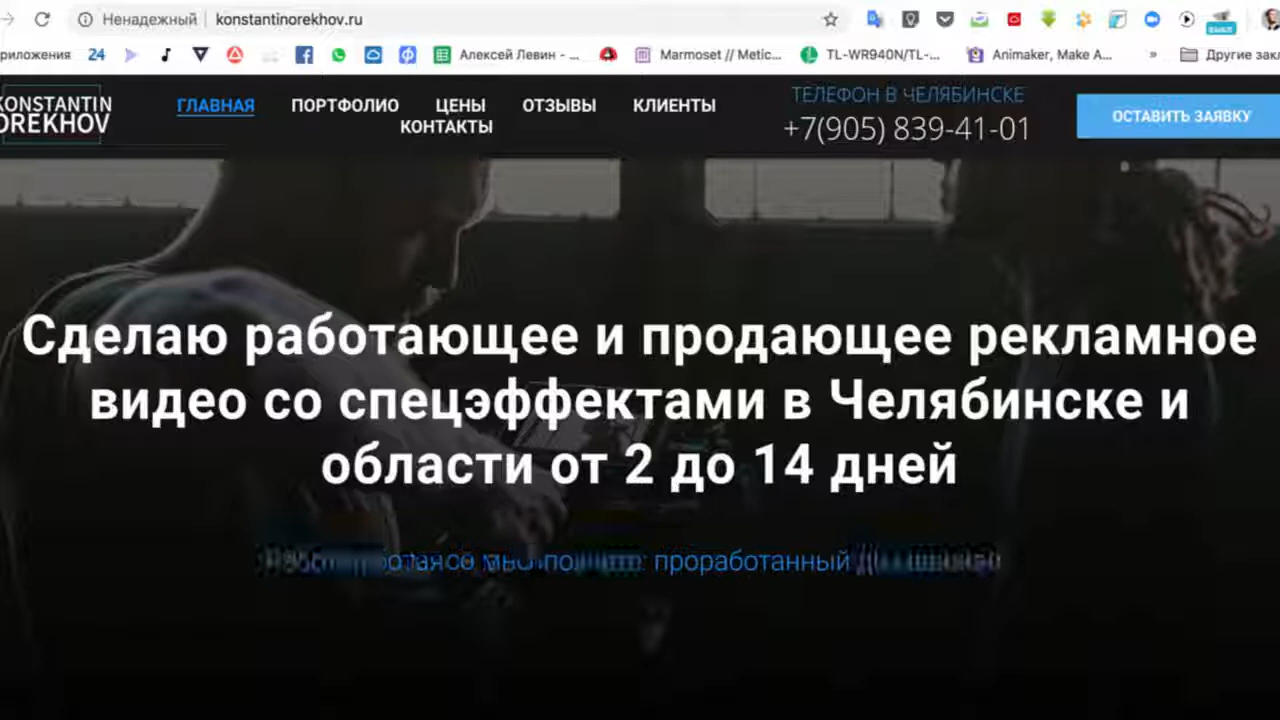 Ненадежный konstantinorekhov.ru
риложения 24 Алексей Левин - ... Marmoset // Metic... TL-WR940N/TL-... Animaker, Make A... » Другие закл
KONSTANTIN
OREKHOV
ГЛАВНАЯ ПОРТФОЛИО ЦЕНЫ ОТЗЫВЫ КЛИЕНТЫ
КОНТАКТЫ
ТЕЛЕФОН В ЧЕЛЯБИНСКЕ
+7(905) 839-41-01
ОСТАВИТЬ ЗАЯВКУ
Сделаю работающее и продающее рекламное
видео со спецэффектами в Челябинске и
области от 2 до 14 дней
проработанный